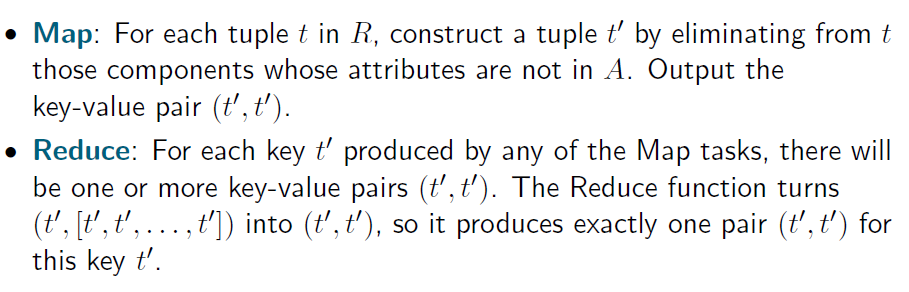 • Map: For each tuple t in R, construct a tuple t′ by eliminating from t
those components whose attributes are not in A. Output the
key-value pair (t′, t′).
• Reduce: For each key t′ produced by any of the Map tasks, there will
be one or more key-value pairs (t′, t′). The Reduce function turns
(t′, [t′, t′, . . . , t′]) into (t′, t′), so it produces exactly one pair (t′, t′) for
this key t′.